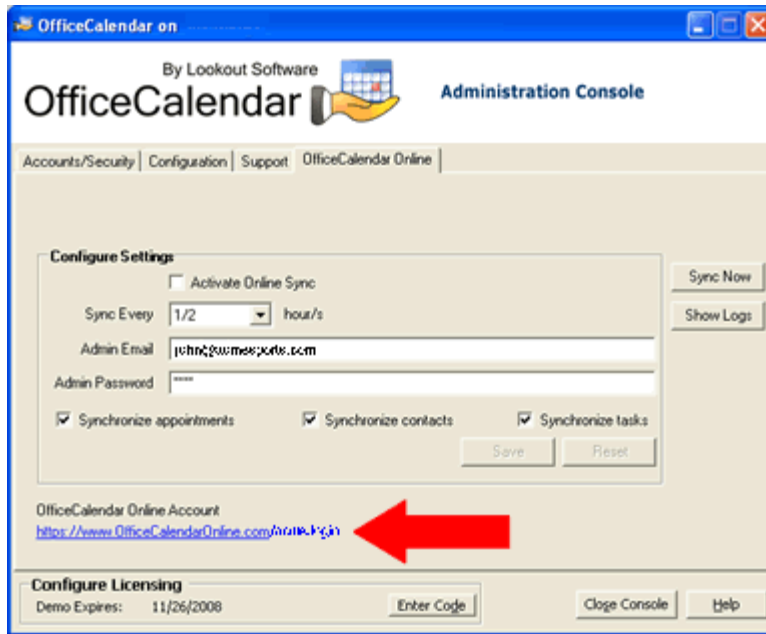 OfficeCalendar on
By Lookout Software
OfficeCalendar
Administration Console
Accounts/Security Configuration Support OfficeCalendar Online
Configure Settings
Activate Online Sync
Sync Now
Sync Every 1/2 hour/s
Show Logs
Admin Email
Admin Password ****
Synchronize appointments Synchronize contacts Synchronize tasks
Save Reset
OfficeCalendar Online Account
https://www.OfficeCalendarOnline.com/
Configure Licensing
Demo Expires: 11/26/2008 Enter Code Close Console Help